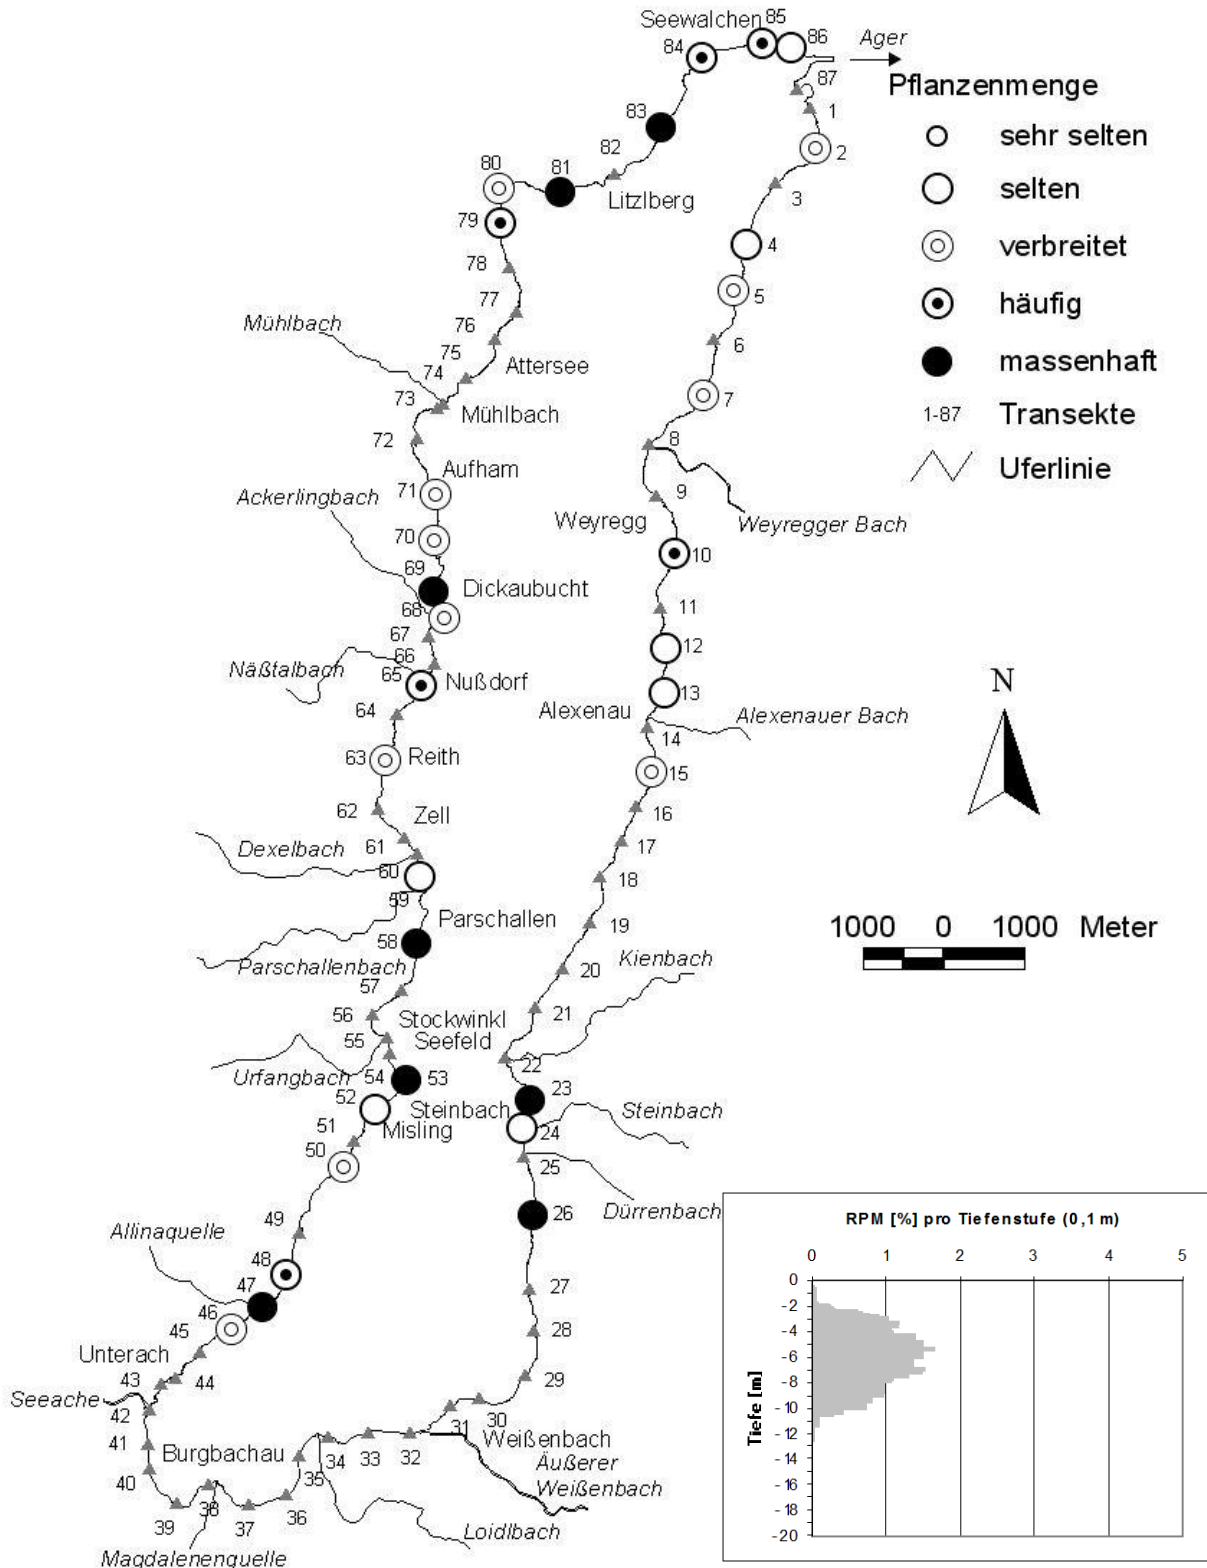 Seewalchen
85
84
86
Ager
87
Pflanzenmenge
1
sehr selten
83
82
2
80
81
3
selten
Litzlberg
79
4
verbreitet
78
5
häufig
77
Mühlbach
76
6
75
Attersee
massenhaft
74
7
73
Mühlbach
1-87
Transekte
72
8
Aufham
Uferlinie
71
9
Ackerlingbach
Weyregg
Weyregger Bach
70
10
69
Dickaubucht
68
11
67
12
66
Näßtalbach
65
Nußdorf
13
N
64
Alexenau
Alexenauer Bach
14
63
Reith
15
62
Zell
16
Dexelbach
61
17
60
18
59
Parschallen
19
1000
0
1000
Meter
58
Parschallenbach
20
Kienbach
57
21
56
Stockwinkl
55
Seefeld
22
Urfangbach
54
53
23
52
Steinbach
Steinbach
Misling
24
51
50
25
Dürrenbach
26
Allinaquelle
49
RPM [%] pro Tiefenstufe (0,1 m)
48
0
1
2
3
4
5
47
27
46
45
28
Unterach
43
44
29
Seeache
42
30
31
41
Burgbachau
34
33
32
Weißenbach
Äußerer
Weißenbach
40
35
38
36
39
37
Loidlbach
Magdalenenquelle
Tiefe [m]
0
-2
-4
-6
-8
-10
-12
-14
-16
-18
-20